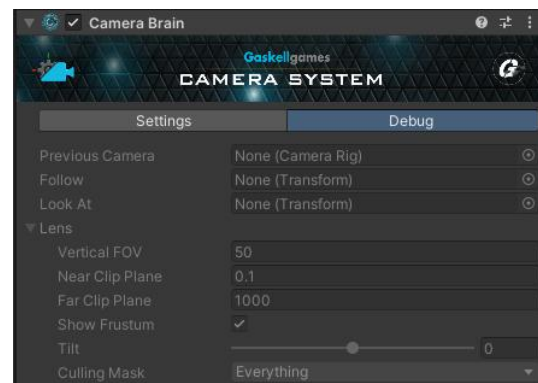 Camera Brain
Gaskellgames
CAMERA SYSTEM
G
Settings Debug
Previous Camera None (Camera Rig)
Follow None (Transform)
Look At None (Transform)
Lens
Vertical FOV 50
Near Clip Plane 0.1
Far Clip Plane 1000
Show Frustum
Tilt 0
Culling Mask Everything